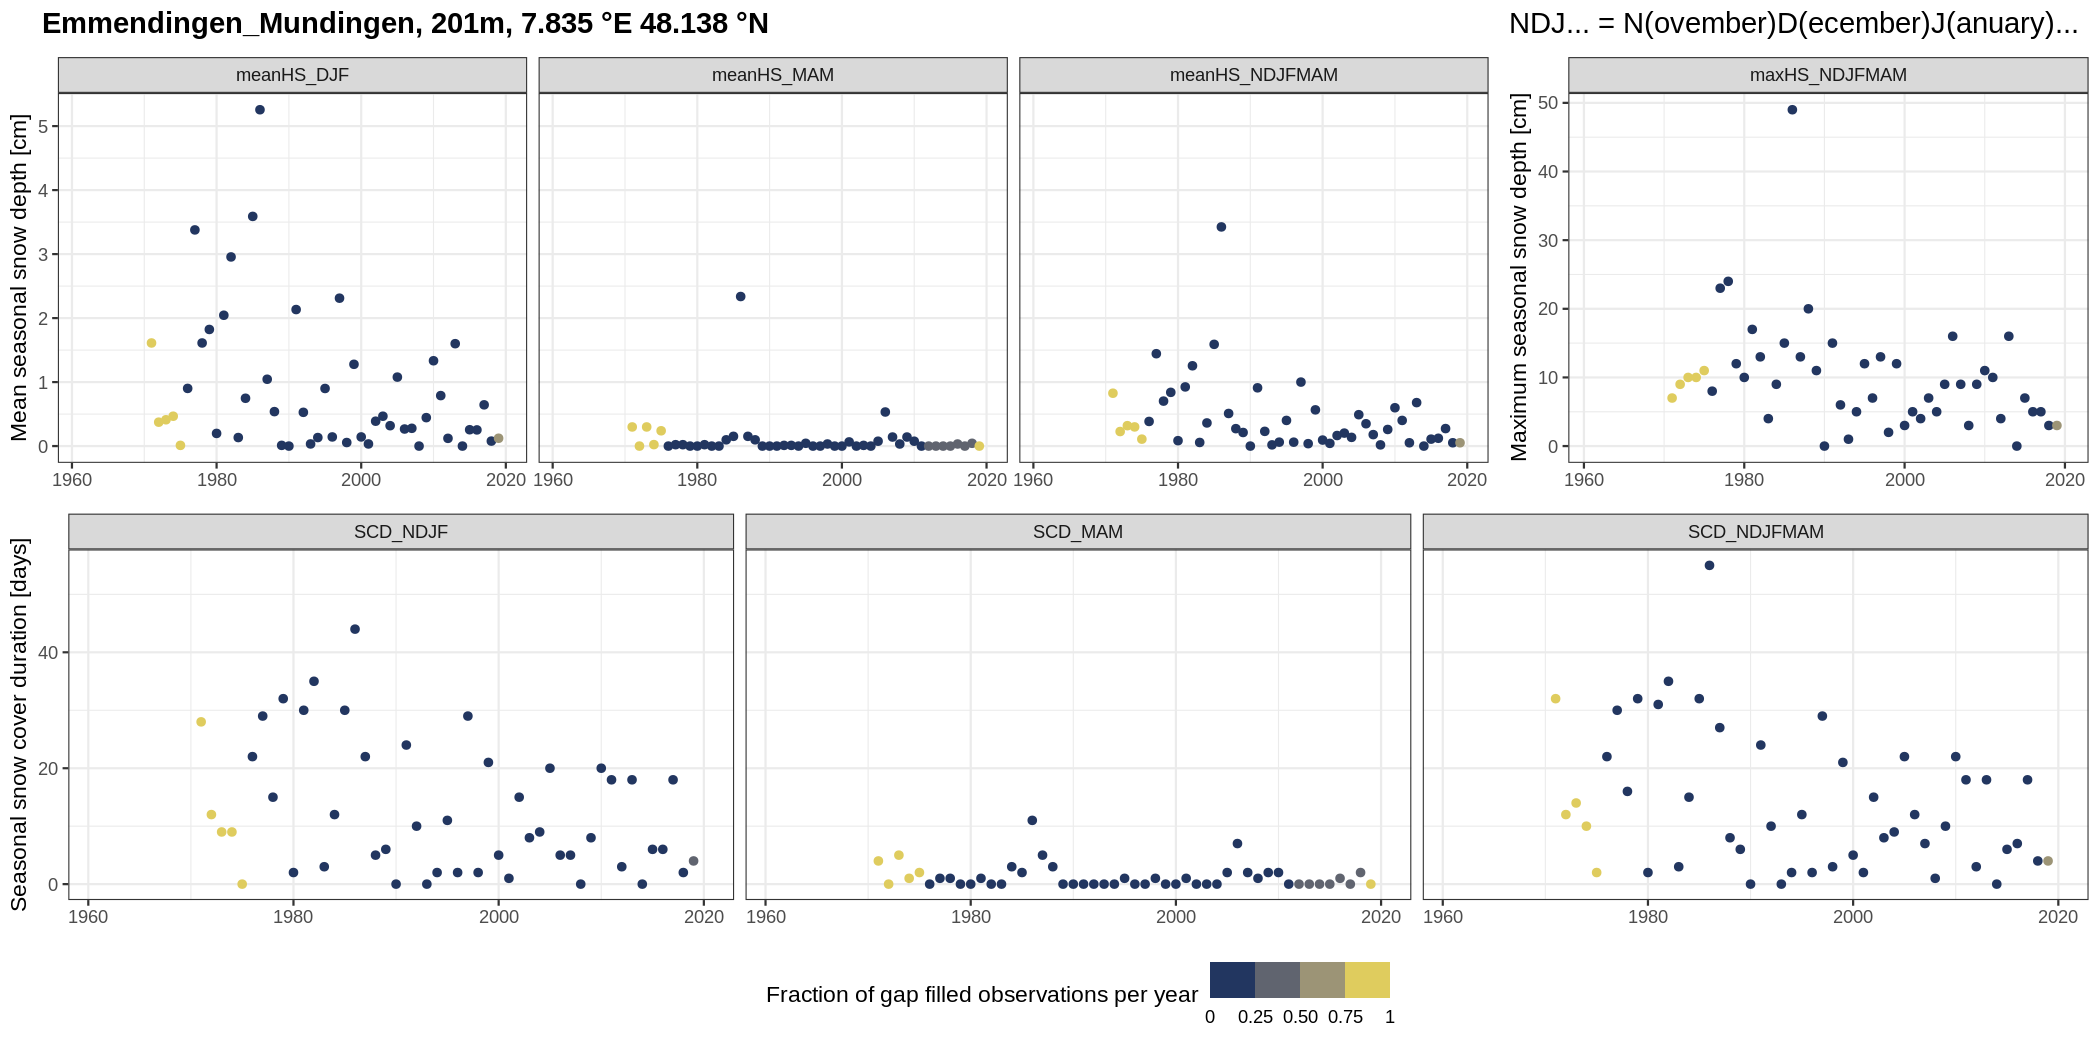 Emmendingen_Mundingen, 201m, 7.835 °E 48.138 °N
NDJ... = N(ovember)D(ecember)J(anuary)...
meanHS_DJF
meanHS_MAM
meanHS_NDJFMAM
maxHS_NDJFMAM
Mean seasonal snow depth [cm]
5
4
3
2
1
0
1960 1980 2000 2020
1960 1980 2000 2020
1960 1980 2000 2020
Maximum seasonal snow depth [cm]
50
40
30
20
10
0
1960 1980 2000 2020
SCD_NDJF
SCD_MAM
SCD_NDJFMAM
Seasonal snow cover duration [days]
40
20
0
1960 1980 2000 2020
1960 1980 2000 2020
1960 1980 2000 2020
Fraction of gap filled observations per year
0 0.25 0.50 0.75 1